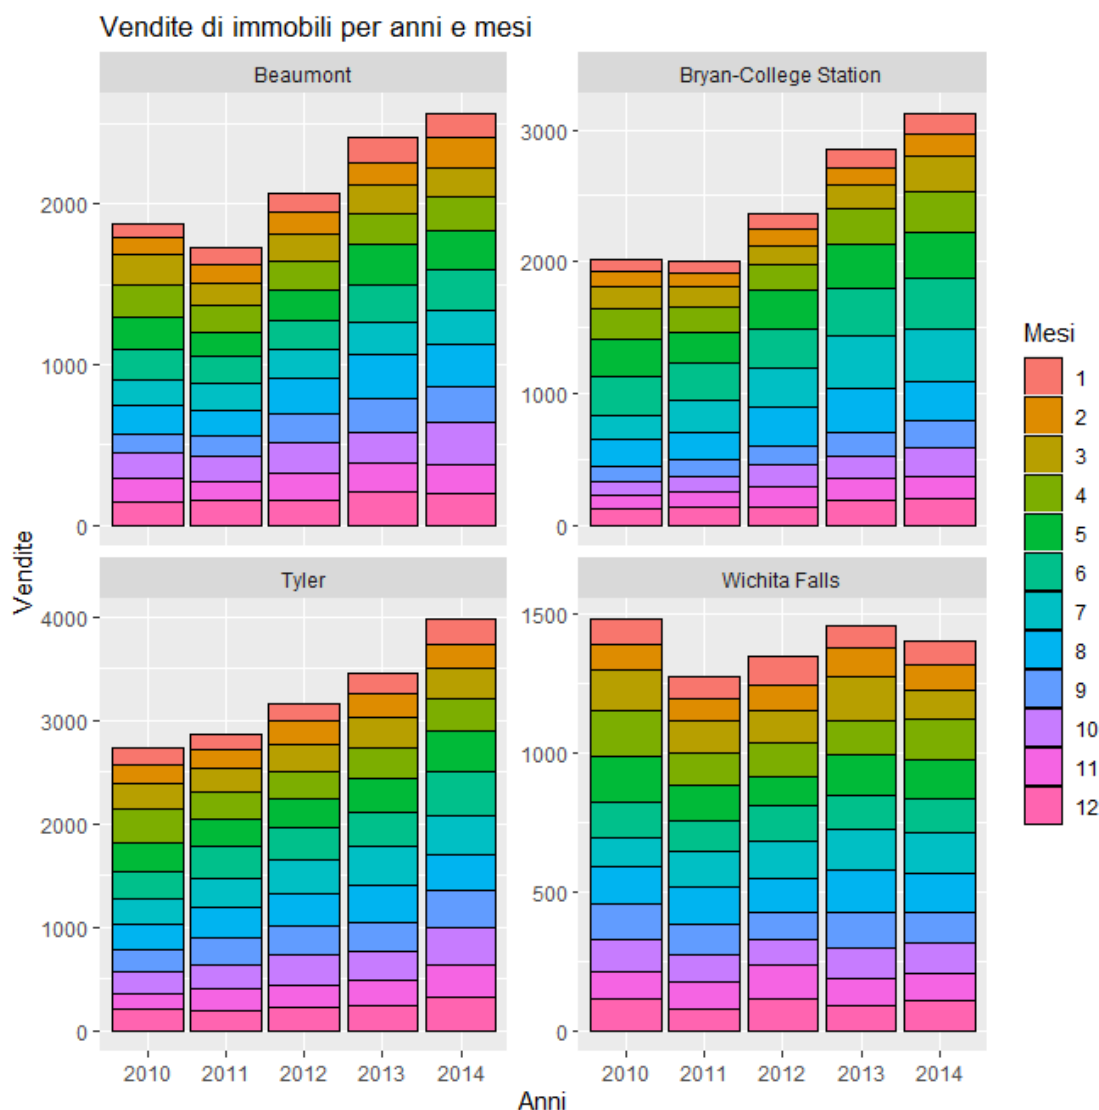 Vendite di immobili per anni e mesi
Beaumont
Bryan-College Station
2000
1000
0
3000
2000
1000
0
Vendite
Tyler
Wichita Falls
4000
3000
2000
1000
0
1500
1000
500
0
2010 2011 2012 2013 2014
2010 2011 2012 2013 2014
Anni
Mesi
1
2
3
4
5
6
7
8
9
10
11
12